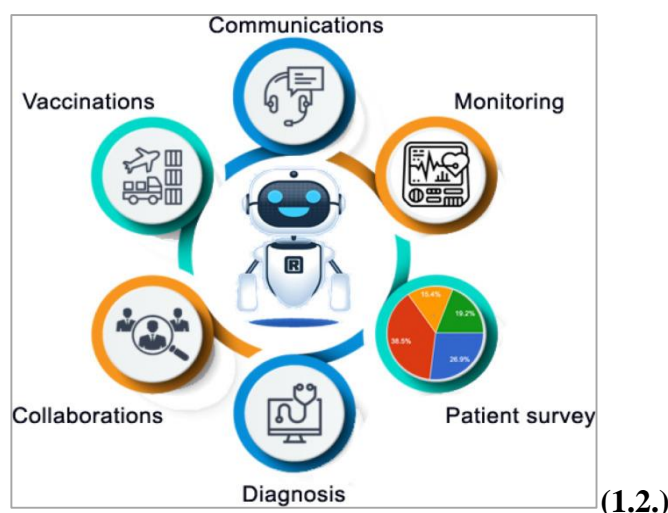 Communications
Vaccinations
Monitoring
R
15.4%
19.2%
38.5%
26.9%
Collaborations
Patient survey
Diagnosis
(1.2.)